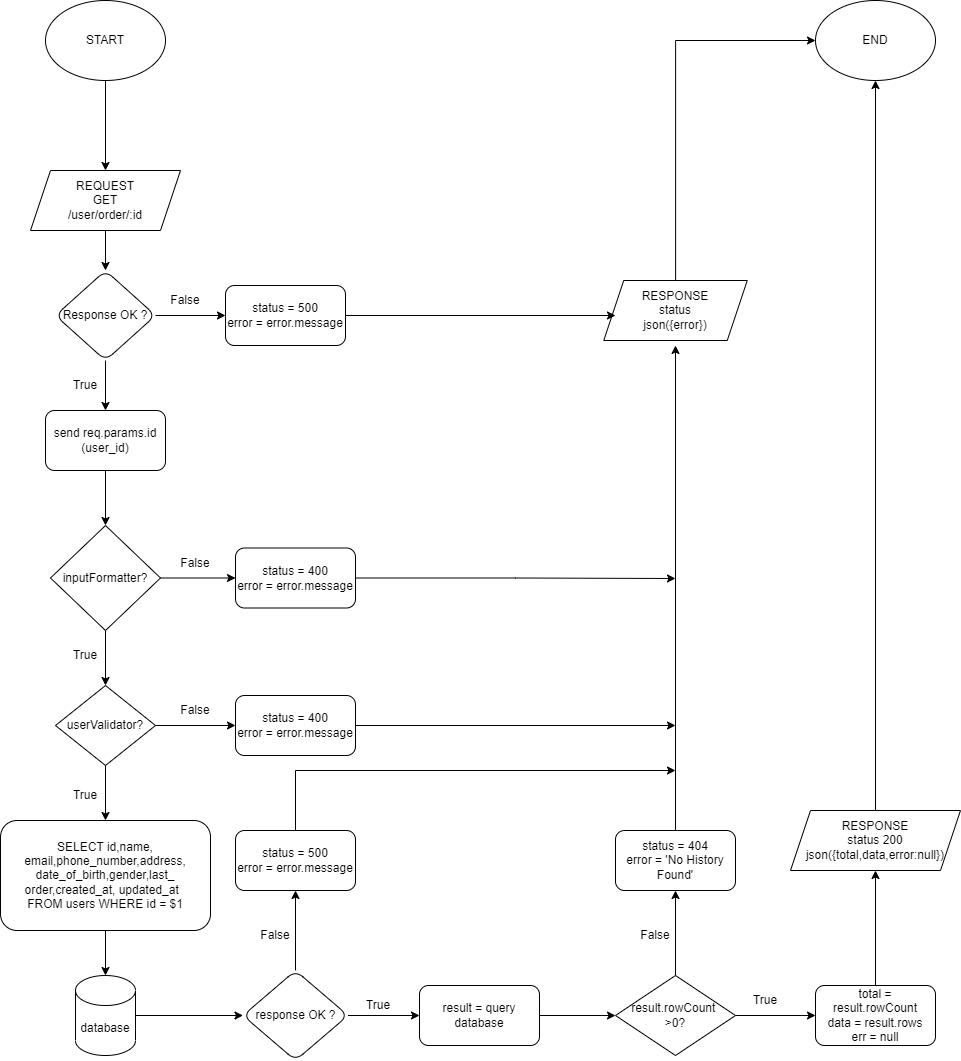 START
END
REQUEST
GET
/user/order/:id
Response OK ?
False
status = 500
error = error.message
RESPONSE
status
json({error})
True
send req.params.id
(user_id)
inputFormatter?
False
status = 400
error = error.message
True
userValidator?
False
status = 400
error = error.message
True
SELECT id,name,
email,phone_number,address,
date_of_birth,gender,last_
order,created_at, updated_at
FROM users WHERE id = $1
status = 500
error = error.message
status = 404
error = 'No History
Found'
RESPONSE
status 200
json({total,data,error:null})
False
False
database
response OK ?
True
result = query
database
result.rowCount
>0?
True
total =
result.rowCount
data = result.rows
err = null